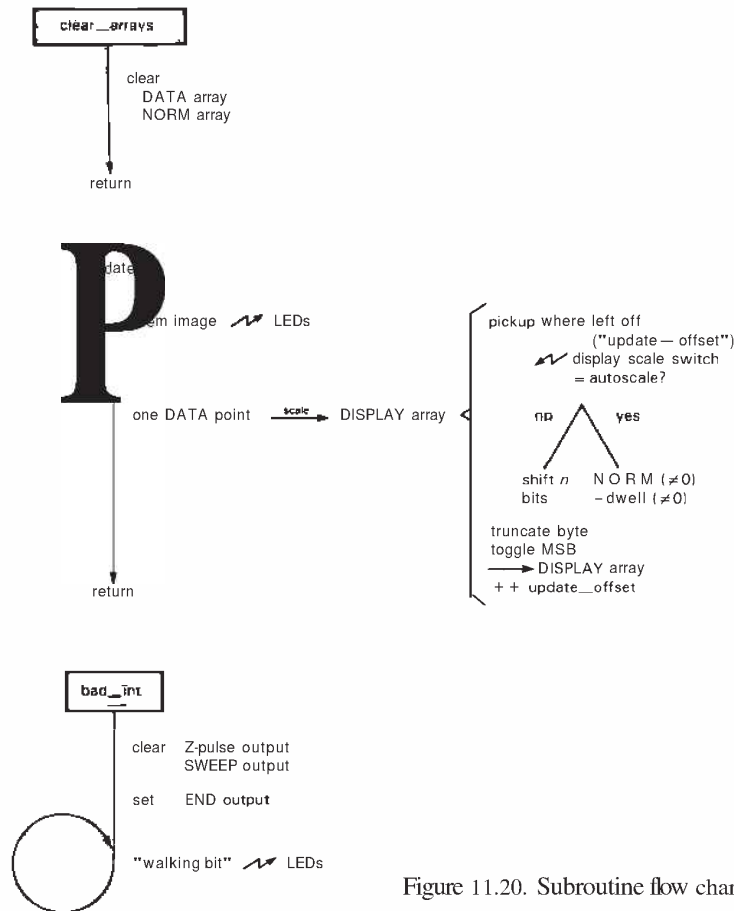 clear__arrays
clear
DATA array
NORM array
return
P
date
em image LEDs
one DATA point scale DISPLAY array
pickup where left off
("update — offset")
display scale switch
= autoscale?
no yes
shift n NORM (≠0)
bits – dwell (≠0)
truncate byte
toggle MSB
DISPLAY array
+ + update__offset
return
bad__int
clear Z-pulse output
SWEEP output
set END output
"walking bit" LEDs
Figure 11.20. Subroutine flow char